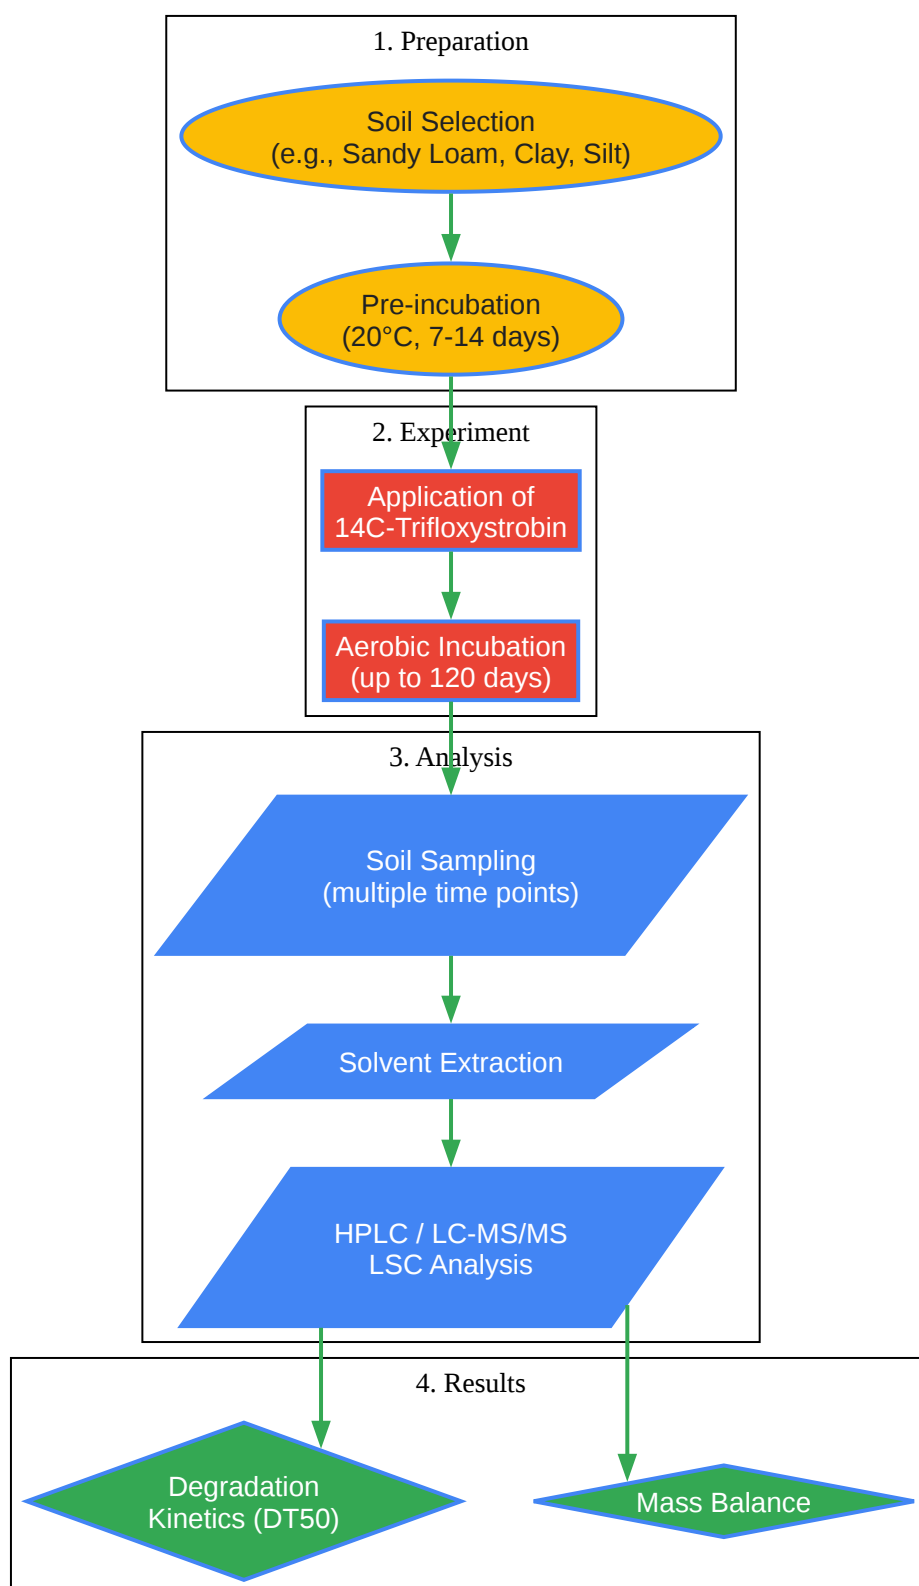 1. Preparation
Soil Selection
(e.g., Sandy Loam, Clay, Silt)
Pre-incubation
(20°C, 7-14 days)
2. Experiment
Application of
14C-Trifloxystrobin
Aerobic Incubation
(up to 120 days)
3. Analysis
Soil Sampling
(multiple time points)
Solvent Extraction
HPLC / LC-MS/MS
LSC Analysis
4. Results
Degradation
Kinetics (DT50)
Mass Balance